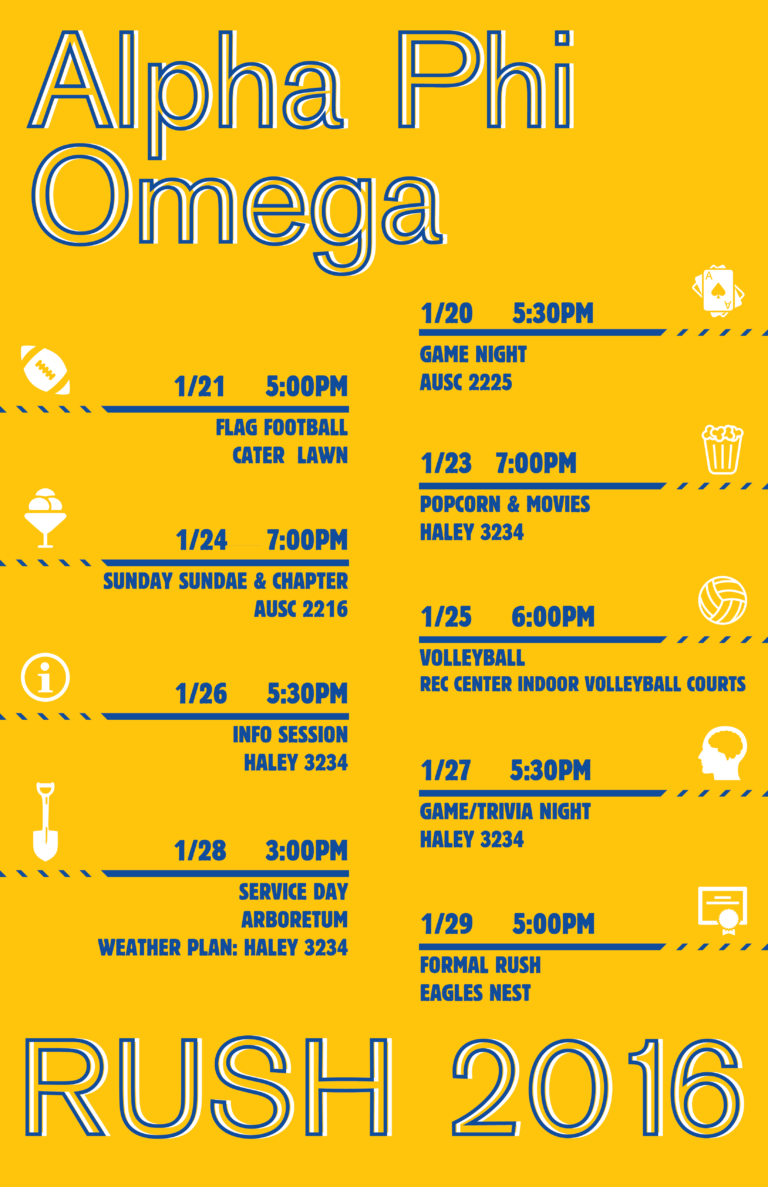 Alpha Phi
Omega
1/20 5:30PM
GAME NIGHT
AUSC 2225
1/21 5:00PM
FLAG FOOTBALL
CATER LAWN
1/23 7:00PM
POPCORN & MOVIES
HALEY 3234
1/24 7:00PM
SUNDAY SUNDAE & CHAPTER
AUSC 2216
1/25 6:00PM
VOLLEYBALL
REC CENTER INDOOR VOLLEYBALL COURTS
1/26 5:30PM
INFO SESSION
HALEY 3234
1/27 5:30PM
GAME/TRIVIA NIGHT
HALEY 3234
1/28 3:00PM
SERVICE DAY
ARBORETUM
WEATHER PLAN: HALEY 3234
1/29 5:00PM
FORMAL RUSH
EAGLES NEST
RUSH 2016